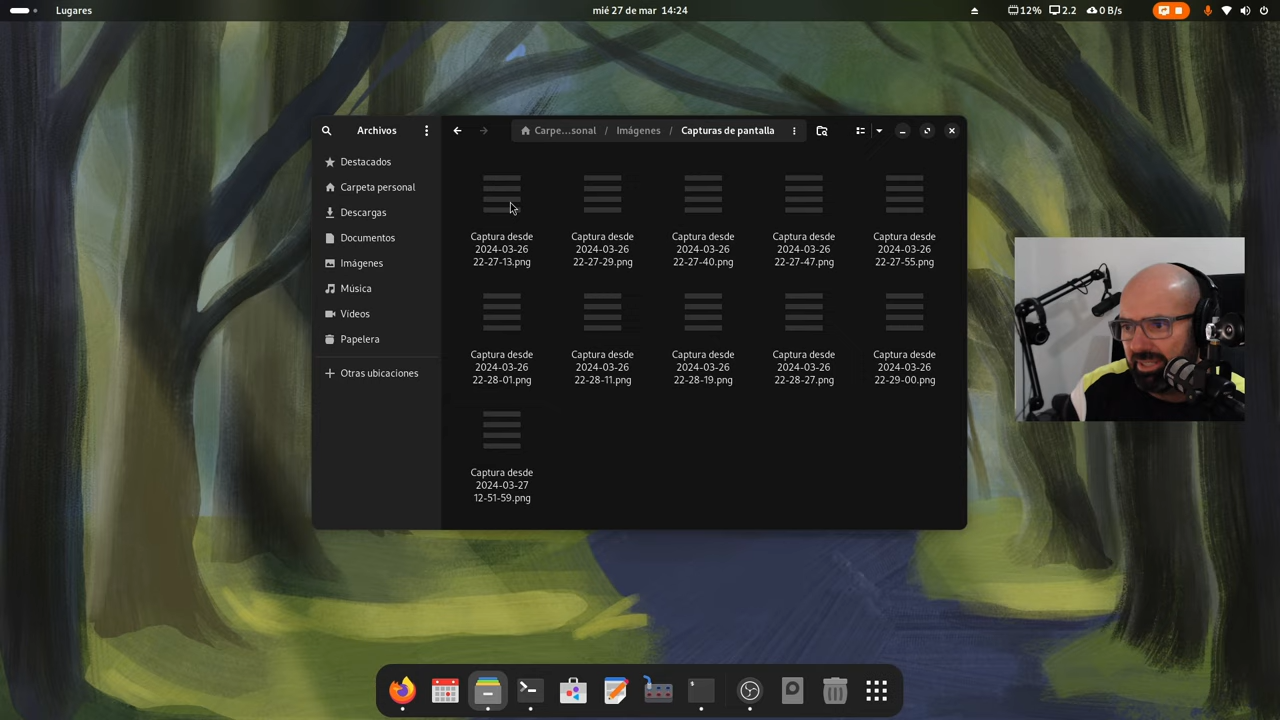 Lugares
mié 27 de mar 14:24
12%
2.2
0 B/s
Archivos
Carpe...sonal / Imágenes / Capturas de pantalla
Destacados
Carpeta personal
Descargas
Documentos
Imágenes
Música
Vídeos
Papelera
Otras ubicaciones
Captura desde
2024-03-26
22-27-13.png
Captura desde
2024-03-26
22-27-29.png
Captura desde
2024-03-26
22-27-40.png
Captura desde
2024-03-26
22-27-47.png
Captura desde
2024-03-26
22-27-55.png
Captura desde
2024-03-26
22-28-01.png
Captura desde
2024-03-26
22-28-11.png
Captura desde
2024-03-26
22-28-19.png
Captura desde
2024-03-26
22-28-27.png
Captura desde
2024-03-26
22-29-00.png
Captura desde
2024-03-27
12-51-59.png